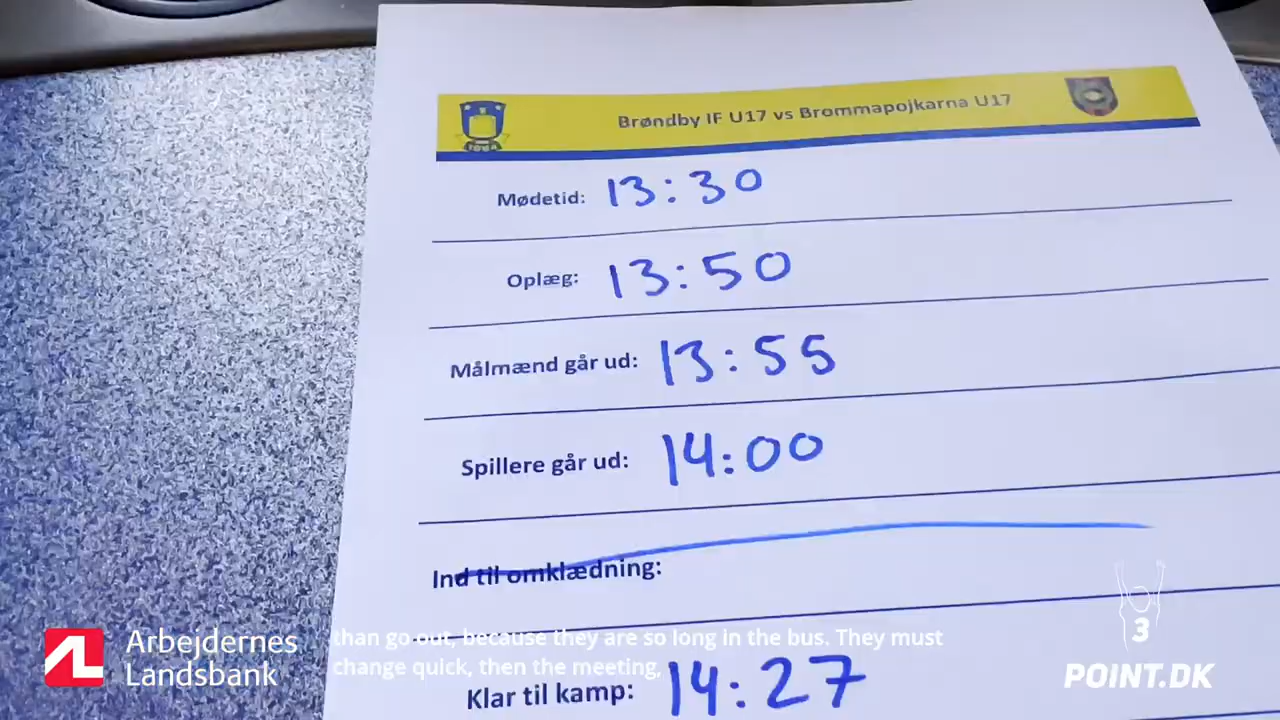 Brøndby IF U17 vs Brommapojkarna U17
Mødetid: 13:30
Oplæg: 13:50
Målmænd går ud: 13:55
Spillere går ud: 14:00
Ind til omklædning:
than go out, because they are so long in the bus. They must
change quick, then the meeting,
Klar til kamp: 14:27
Arbejdernes
Landsbank
3
POINT.DK